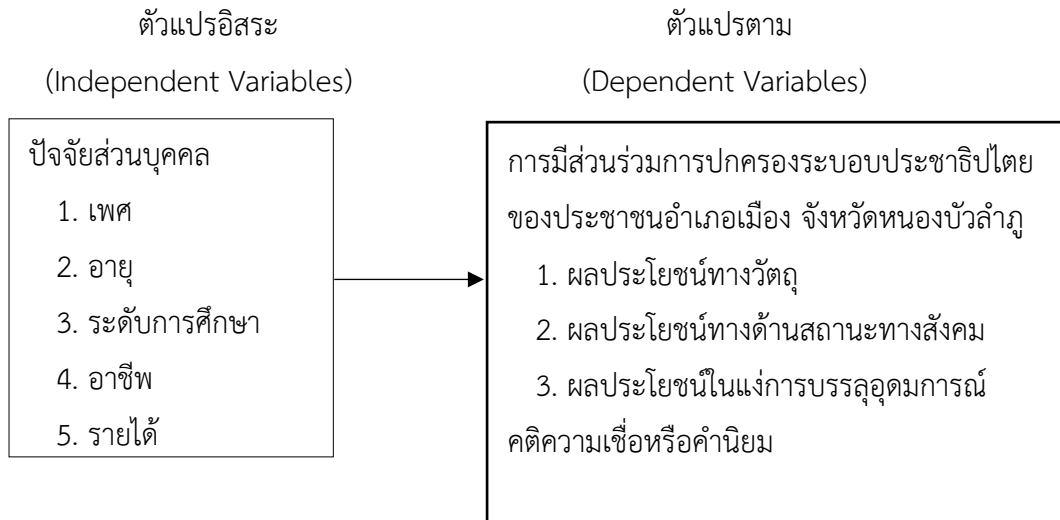 ตัวแปรอิสระ
(Independent Variables)
ปัจจัยส่วนบุคคล
1. เพศ
2. อายุ
3. ระดับการศึกษา
4. อาชีพ
5. รายได้
ตัวแปรตาม
(Dependent Variables)
การมีส่วนร่วมการปกครองระบอบประชาธิปไตย
ของประชาชนอำเภอเมือง จังหวัดหนองบัวลำภู
1. ผลประโยชน์ทางวัตถุ
2. ผลประโยชน์ทางด้านสถานะทางสังคม
3. ผลประโยชน์ในแง่การบรรลุอุดมการณ์
คติความเชื่อหรือคำนิยม